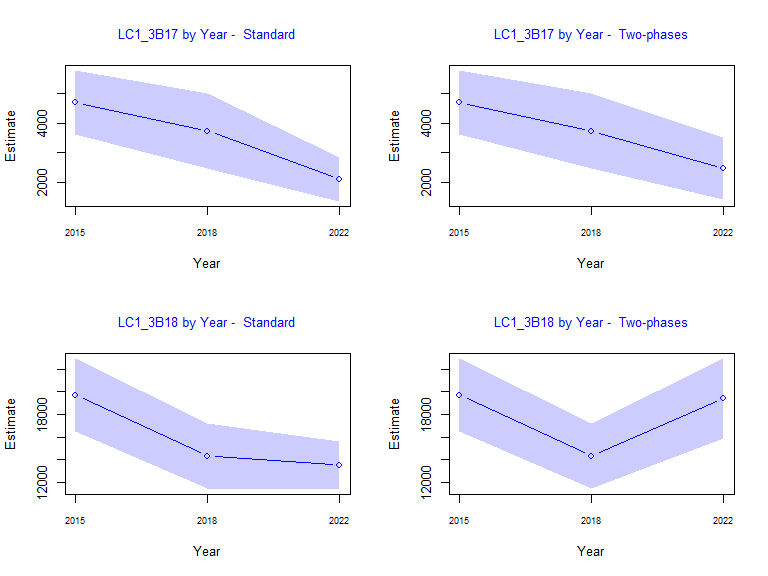 LC1_3B17 by Year -  Standard
Estimate
4000
2000
2015
2018
2022
Year
LC1_3B17 by Year -  Two-phases
Estimate
4000
2000
2015
2018
2022
Year
LC1_3B18 by Year -  Standard
Estimate
18000
12000
2015
2018
2022
Year
LC1_3B18 by Year -  Two-phases
Estimate
18000
12000
2015
2018
2022
Year